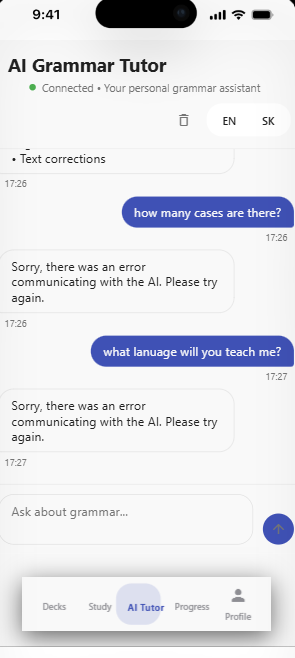 9:41
AI Grammar Tutor
Connected • Your personal grammar assistant
EN SK
• Text corrections
17:26
how many cases are there?
17:26
Sorry, there was an error
communicating with the AI. Please try
again.
17:26
what lanuage will you teach me?
17:27
Sorry, there was an error
communicating with the AI. Please try
again.
17:27
Ask about grammar...
Decks Study AI Tutor Progress Profile